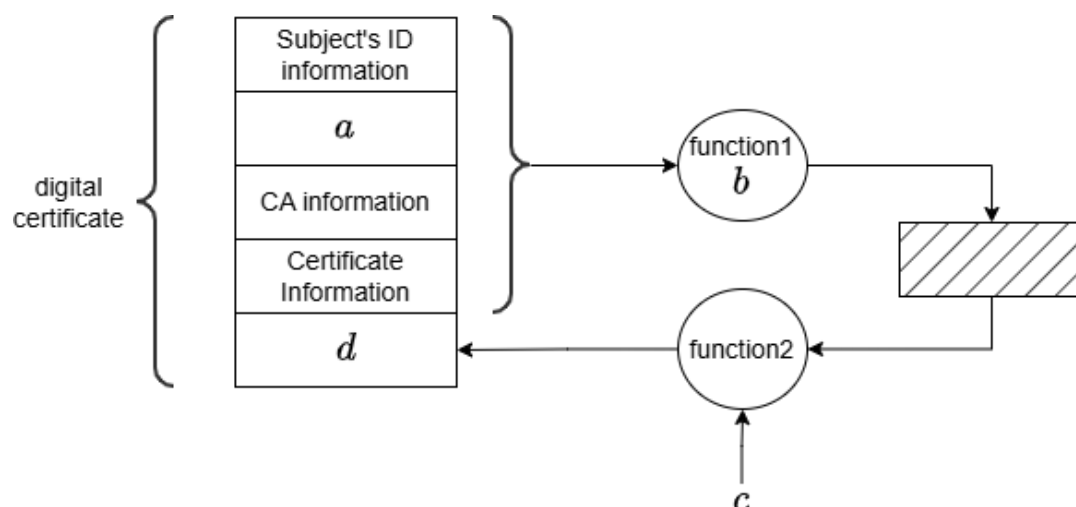 Subject's ID
information
a
digital
certificate
CA information
Certificate
Information
d
function1
b
function2
c